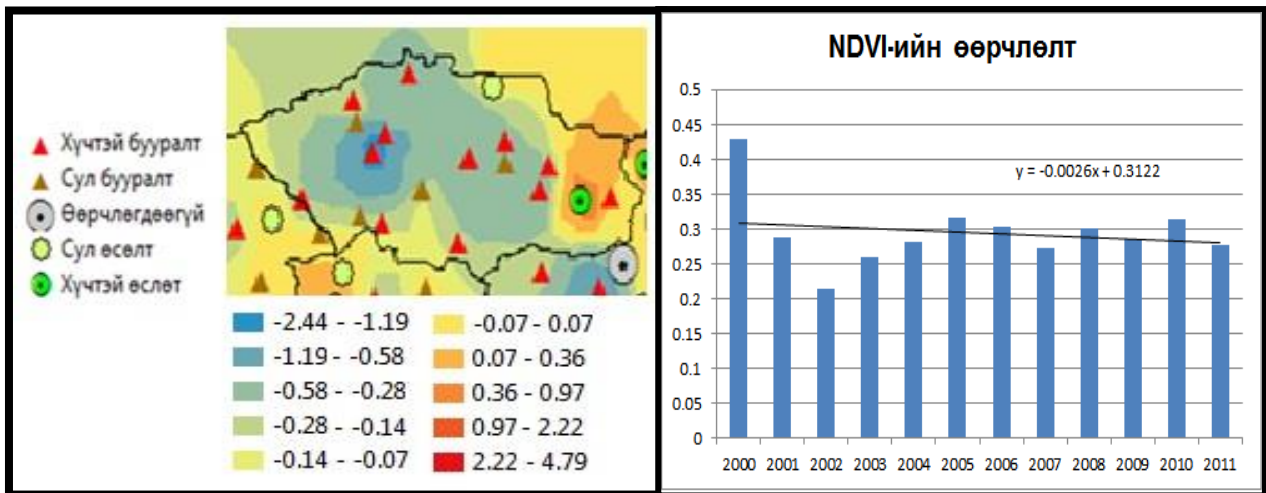 Хүчтэй бууралт
Сул бууралт
Өөрчлөгдөөгүй
Сул өсөлт
Хүчтэй өслөт
-2.44 - -1.19
-1.19 - -0.58
-0.58 - -0.28
-0.28 - -0.14
-0.14 - -0.07
-0.07 - 0.07
0.07 - 0.36
0.36 - 0.97
0.97 - 2.22
2.22 - 4.79
NDVI-ийн өөрчлөлт
0.5
0.45
0.4
0.35
0.3
0.25
0.2
0.15
0.1
0.05
0
y = -0.0026x + 0.3122
2000 2001 2002 2003 2004 2005 2006 2007 2008 2009 2010 2011